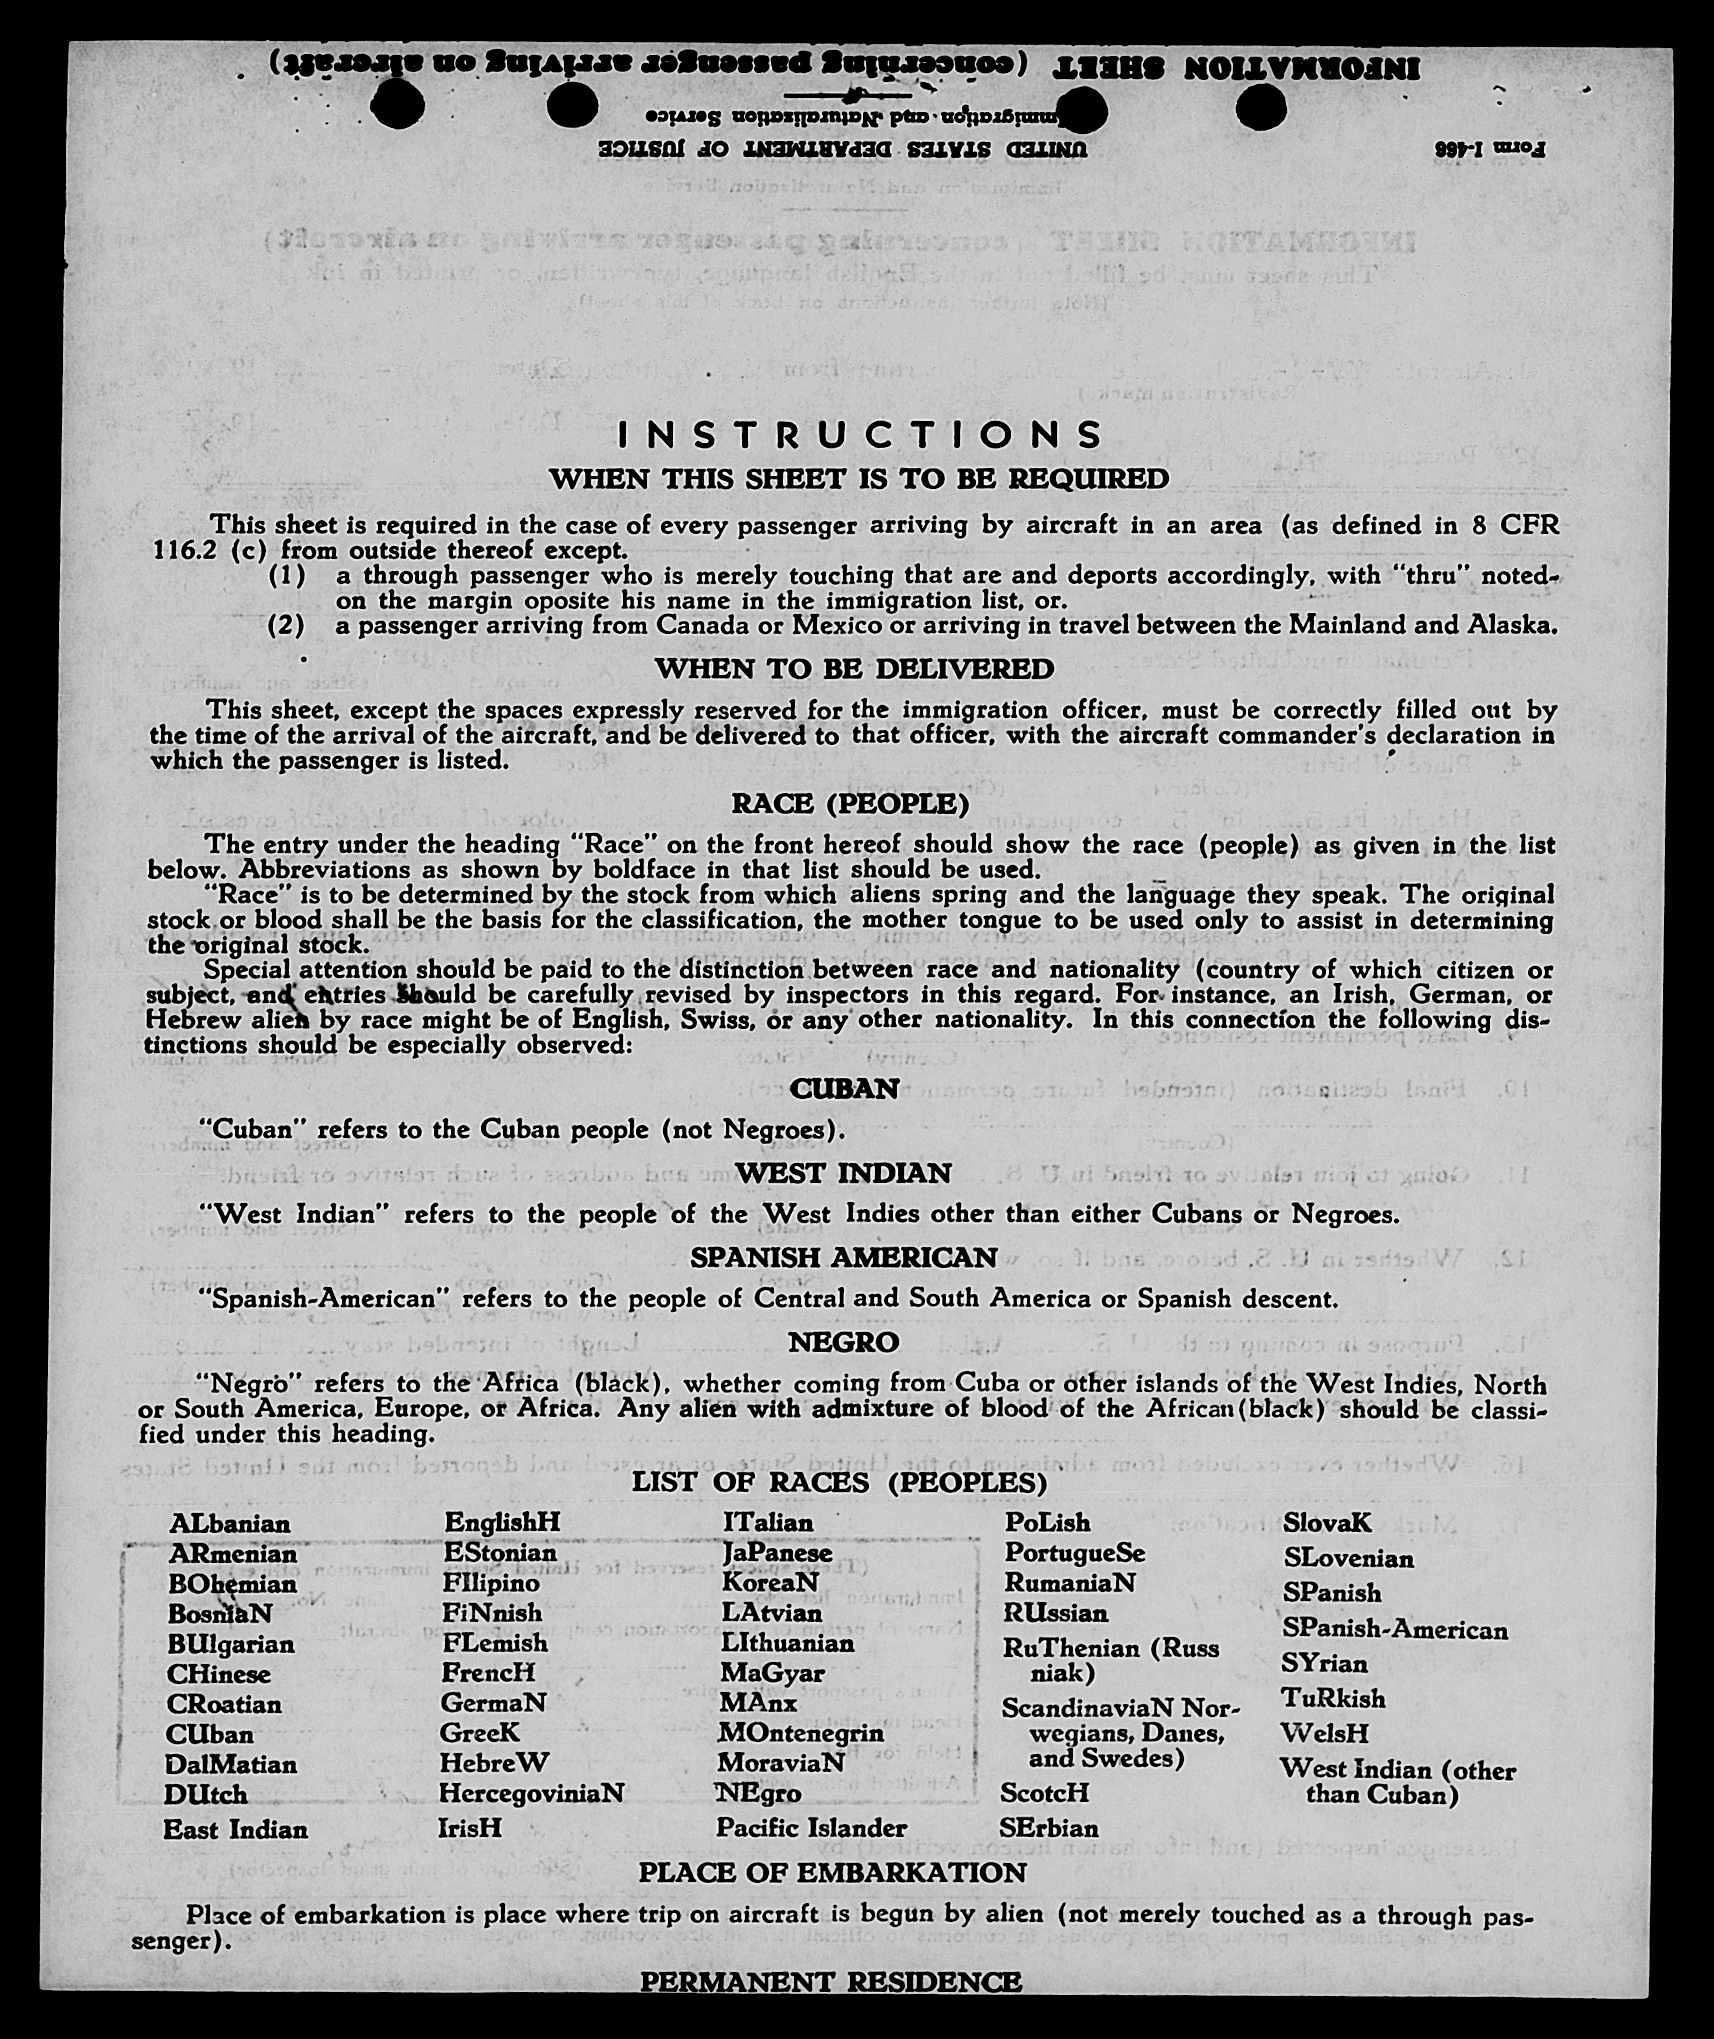 Form I-466
UNITED STATES DEPARTMENT OF JUSTICE
Immigration and Naturalization Service
INFORMATION SHEET (concerning passenger arriving on aircraft)
INSTRUCTIONS
WHEN THIS SHEET IS TO BE REQUIRED
This sheet is required in the case of every passenger arriving by aircraft in an area (as defined in 8 CFR
116.2 (c) from outside thereof except.
(1) a through passenger who is merely touching that are and deports accordingly, with "thru" noted-
on the margin oposite his name in the immigration list, or.
(2) a passenger arriving from Canada or Mexico or arriving in travel between the Mainland and Alaska.
WHEN TO BE DELIVERED
This sheet, except the spaces expressly reserved for the immigration officer, must be correctly filled out by
the time of the arrival of the aircraft, and be delivered to that officer, with the aircraft commander's declaration in
which the passenger is listed.
RACE (PEOPLE)
The entry under the heading "Race" on the front hereof should show the race (people) as given in the list
below. Abbreviations as shown by boldface in that list should be used.
"Race" is to be determined by the stock from which aliens spring and the language they speak. The original
stock or blood shall be the basis for the classification, the mother tongue to be used only to assist in determining
the original stock.
Special attention should be paid to the distinction between race and nationality (country of which citizen or
subject, and entries should be carefully revised by inspectors in this regard. For instance, an Irish, German, or
Hebrew alien by race might be of English, Swiss, or any other nationality. In this connection the following dis-
tinctions should be especially observed:
CUBAN
"Cuban" refers to the Cuban people (not Negroes).
WEST INDIAN
"West Indian" refers to the people of the West Indies other than either Cubans or Negroes.
SPANISH AMERICAN
"Spanish-American" refers to the people of Central and South America or Spanish descent.
NEGRO
"Negro" refers to the Africa (black), whether coming from Cuba or other islands of the West Indies, North
or South America, Europe, or Africa. Any alien with admixture of blood of the African (black) should be classi-
fied under this heading.
LIST OF RACES (PEOPLES)
ALbanian
ARmenian
BOhemian
BosniaN
BUlgarian
CHinese
CRoatian
CUban
DalMatian
DUtch
East Indian
EnglishH
EStonian
FIlipino
FiNnish
FLemish
FrencH
GermaN
GreeK
HebreW
HercegoviniaN
IrisH
ITalian
JaPanese
KoreaN
LAtvian
LIthuanian
MaGyar
MAnx
MOntenegrin
MoraviaN
NEgro
Pacific Islander
PoLish
PortugueSe
RumaniaN
RUssian
RuThenian (Russ
niak)
ScandinaviaN Nor-
wegians, Danes,
and Swedes)
ScotcH
SErbian
SlovaK
SLovenian
SPanish
SPanish-American
SYrian
TuRkish
WelsH
West Indian (other
than Cuban)
PLACE OF EMBARKATION
Place of embarkation is place where trip on aircraft is begun by alien (not merely touched as a through pas-
senger).
PERMANENT RESIDENCE